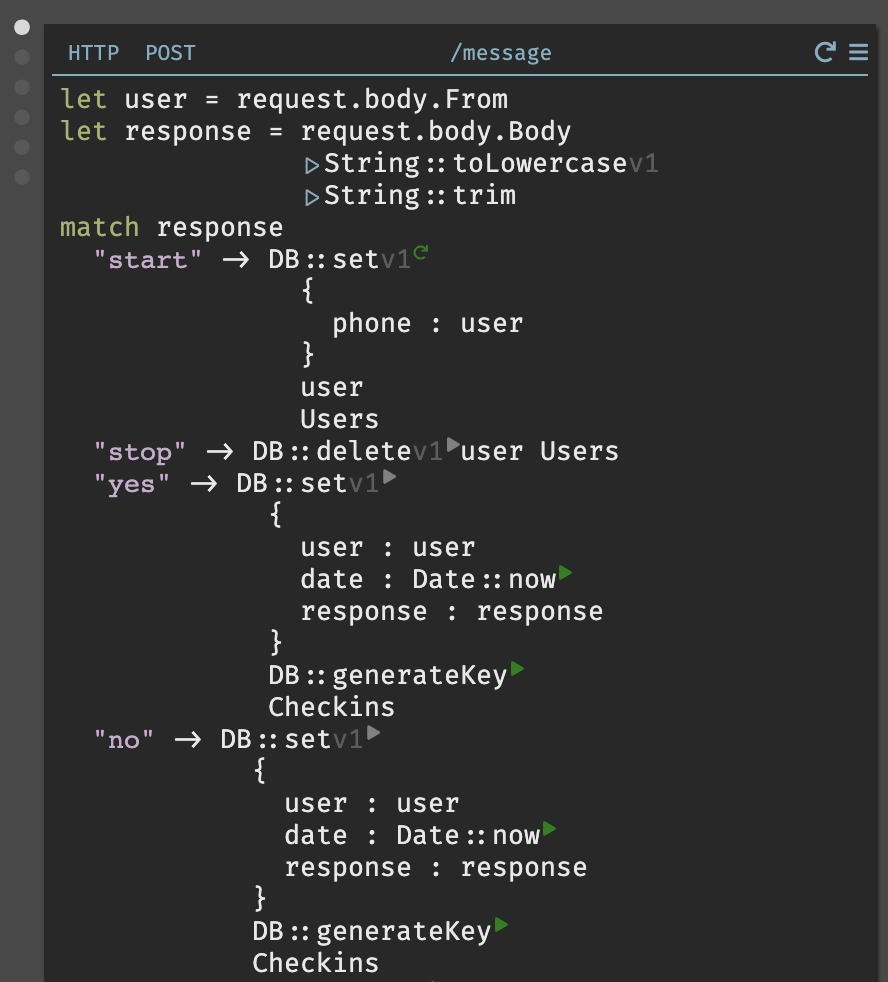 HTTP POST /message
let user = request.body.From
let response = request.body.Body
▷String::toLowercasev1
▷String::trim
match response
"start" -> DB::setv1
{
phone : user
}
user
Users
"stop" -> DB::deletev1 user Users
"yes" -> DB::setv1
{
user : user
date : Date::now
response : response
}
DB::generateKey
Checkins
"no" -> DB::setv1
{
user : user
date : Date::now
response : response
}
DB::generateKey
Checkins